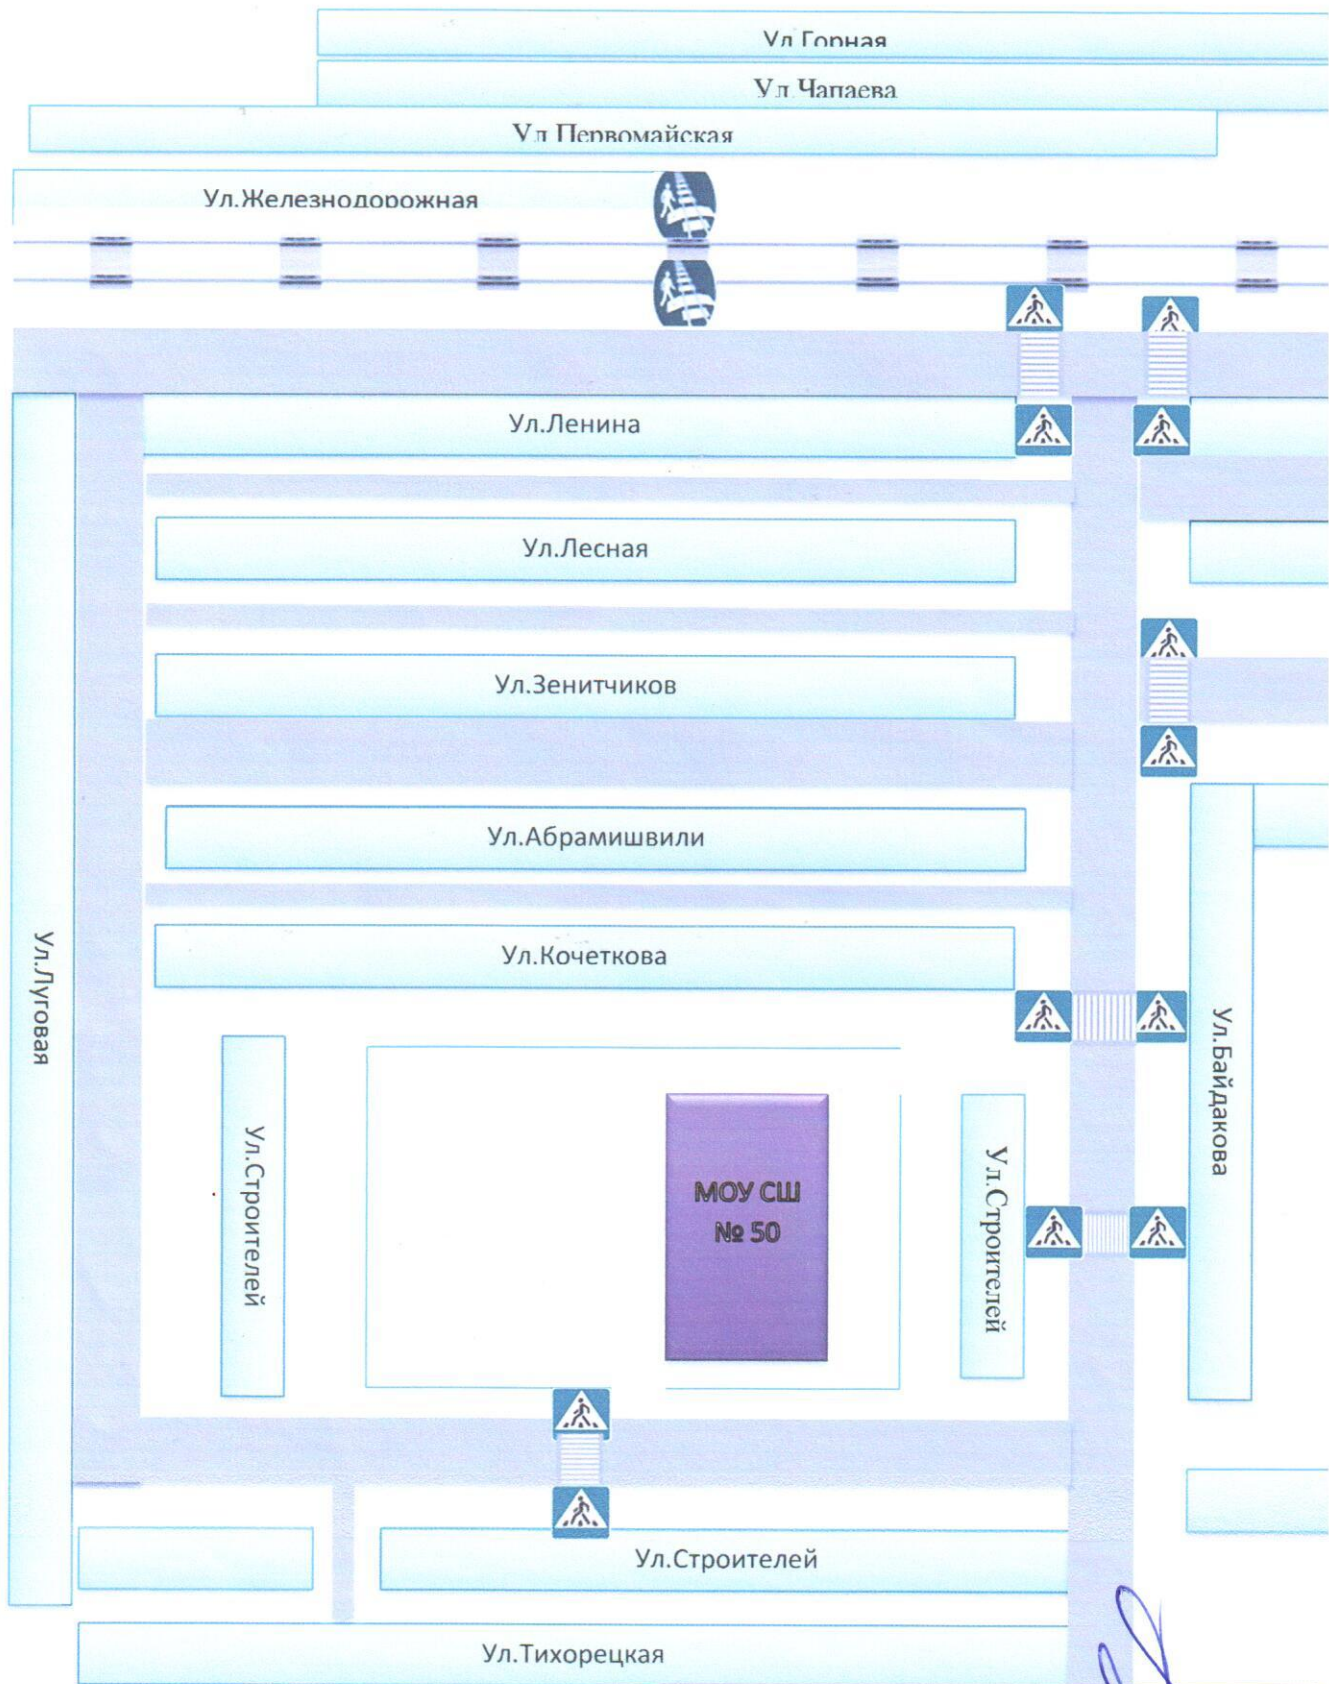 Ул.Горная
Ул.Чапаева
Ул.Первомайская
Ул.Железнодорожная
Ул.Ленина
Ул.Лесная
Ул.Зенитчиков
Ул.Абрамишвили
Ул.Кочеткова
Ул.Луговая
Ул.Строителей
МОУ СШ
№ 50
Ул.Строителей
Ул.Байдакова
Ул.Строителей
Ул.Тихорецкая